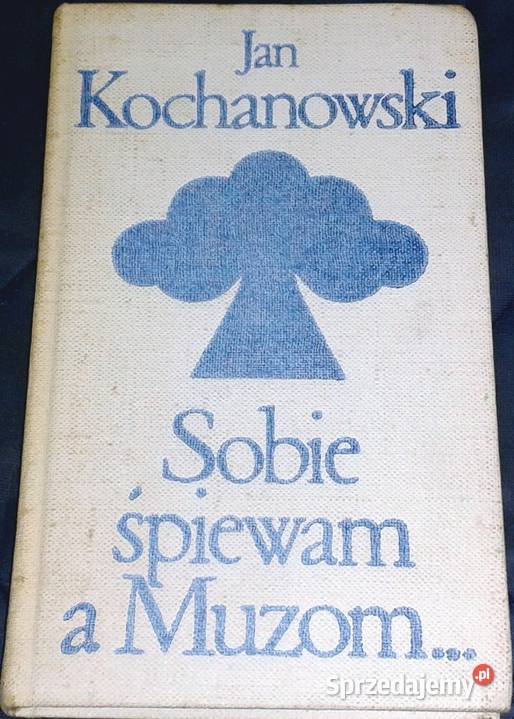 Jan
Kochanowski
Sobie
śpiewam
a Muzom...
Sprzedajemy.pl